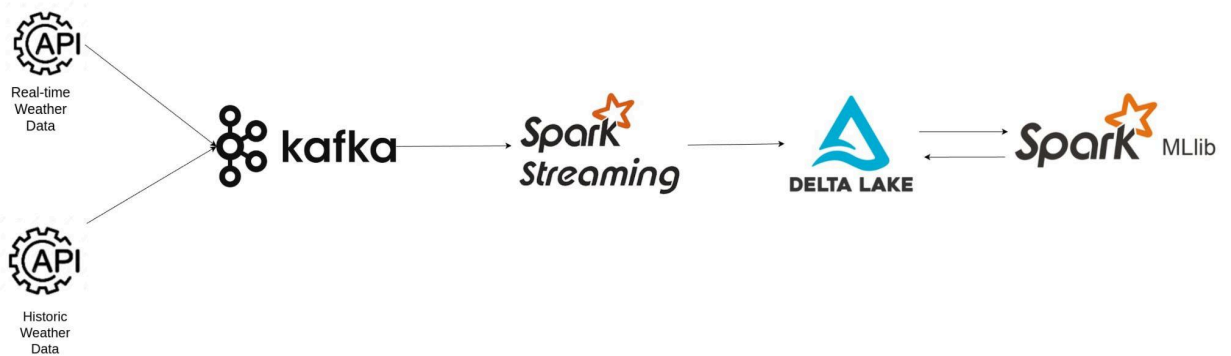 API
Real-time
Weather
Data
kafka
Spark
Streaming
DELTA LAKE
Spark MLlib
API
Historic
Weather
Data